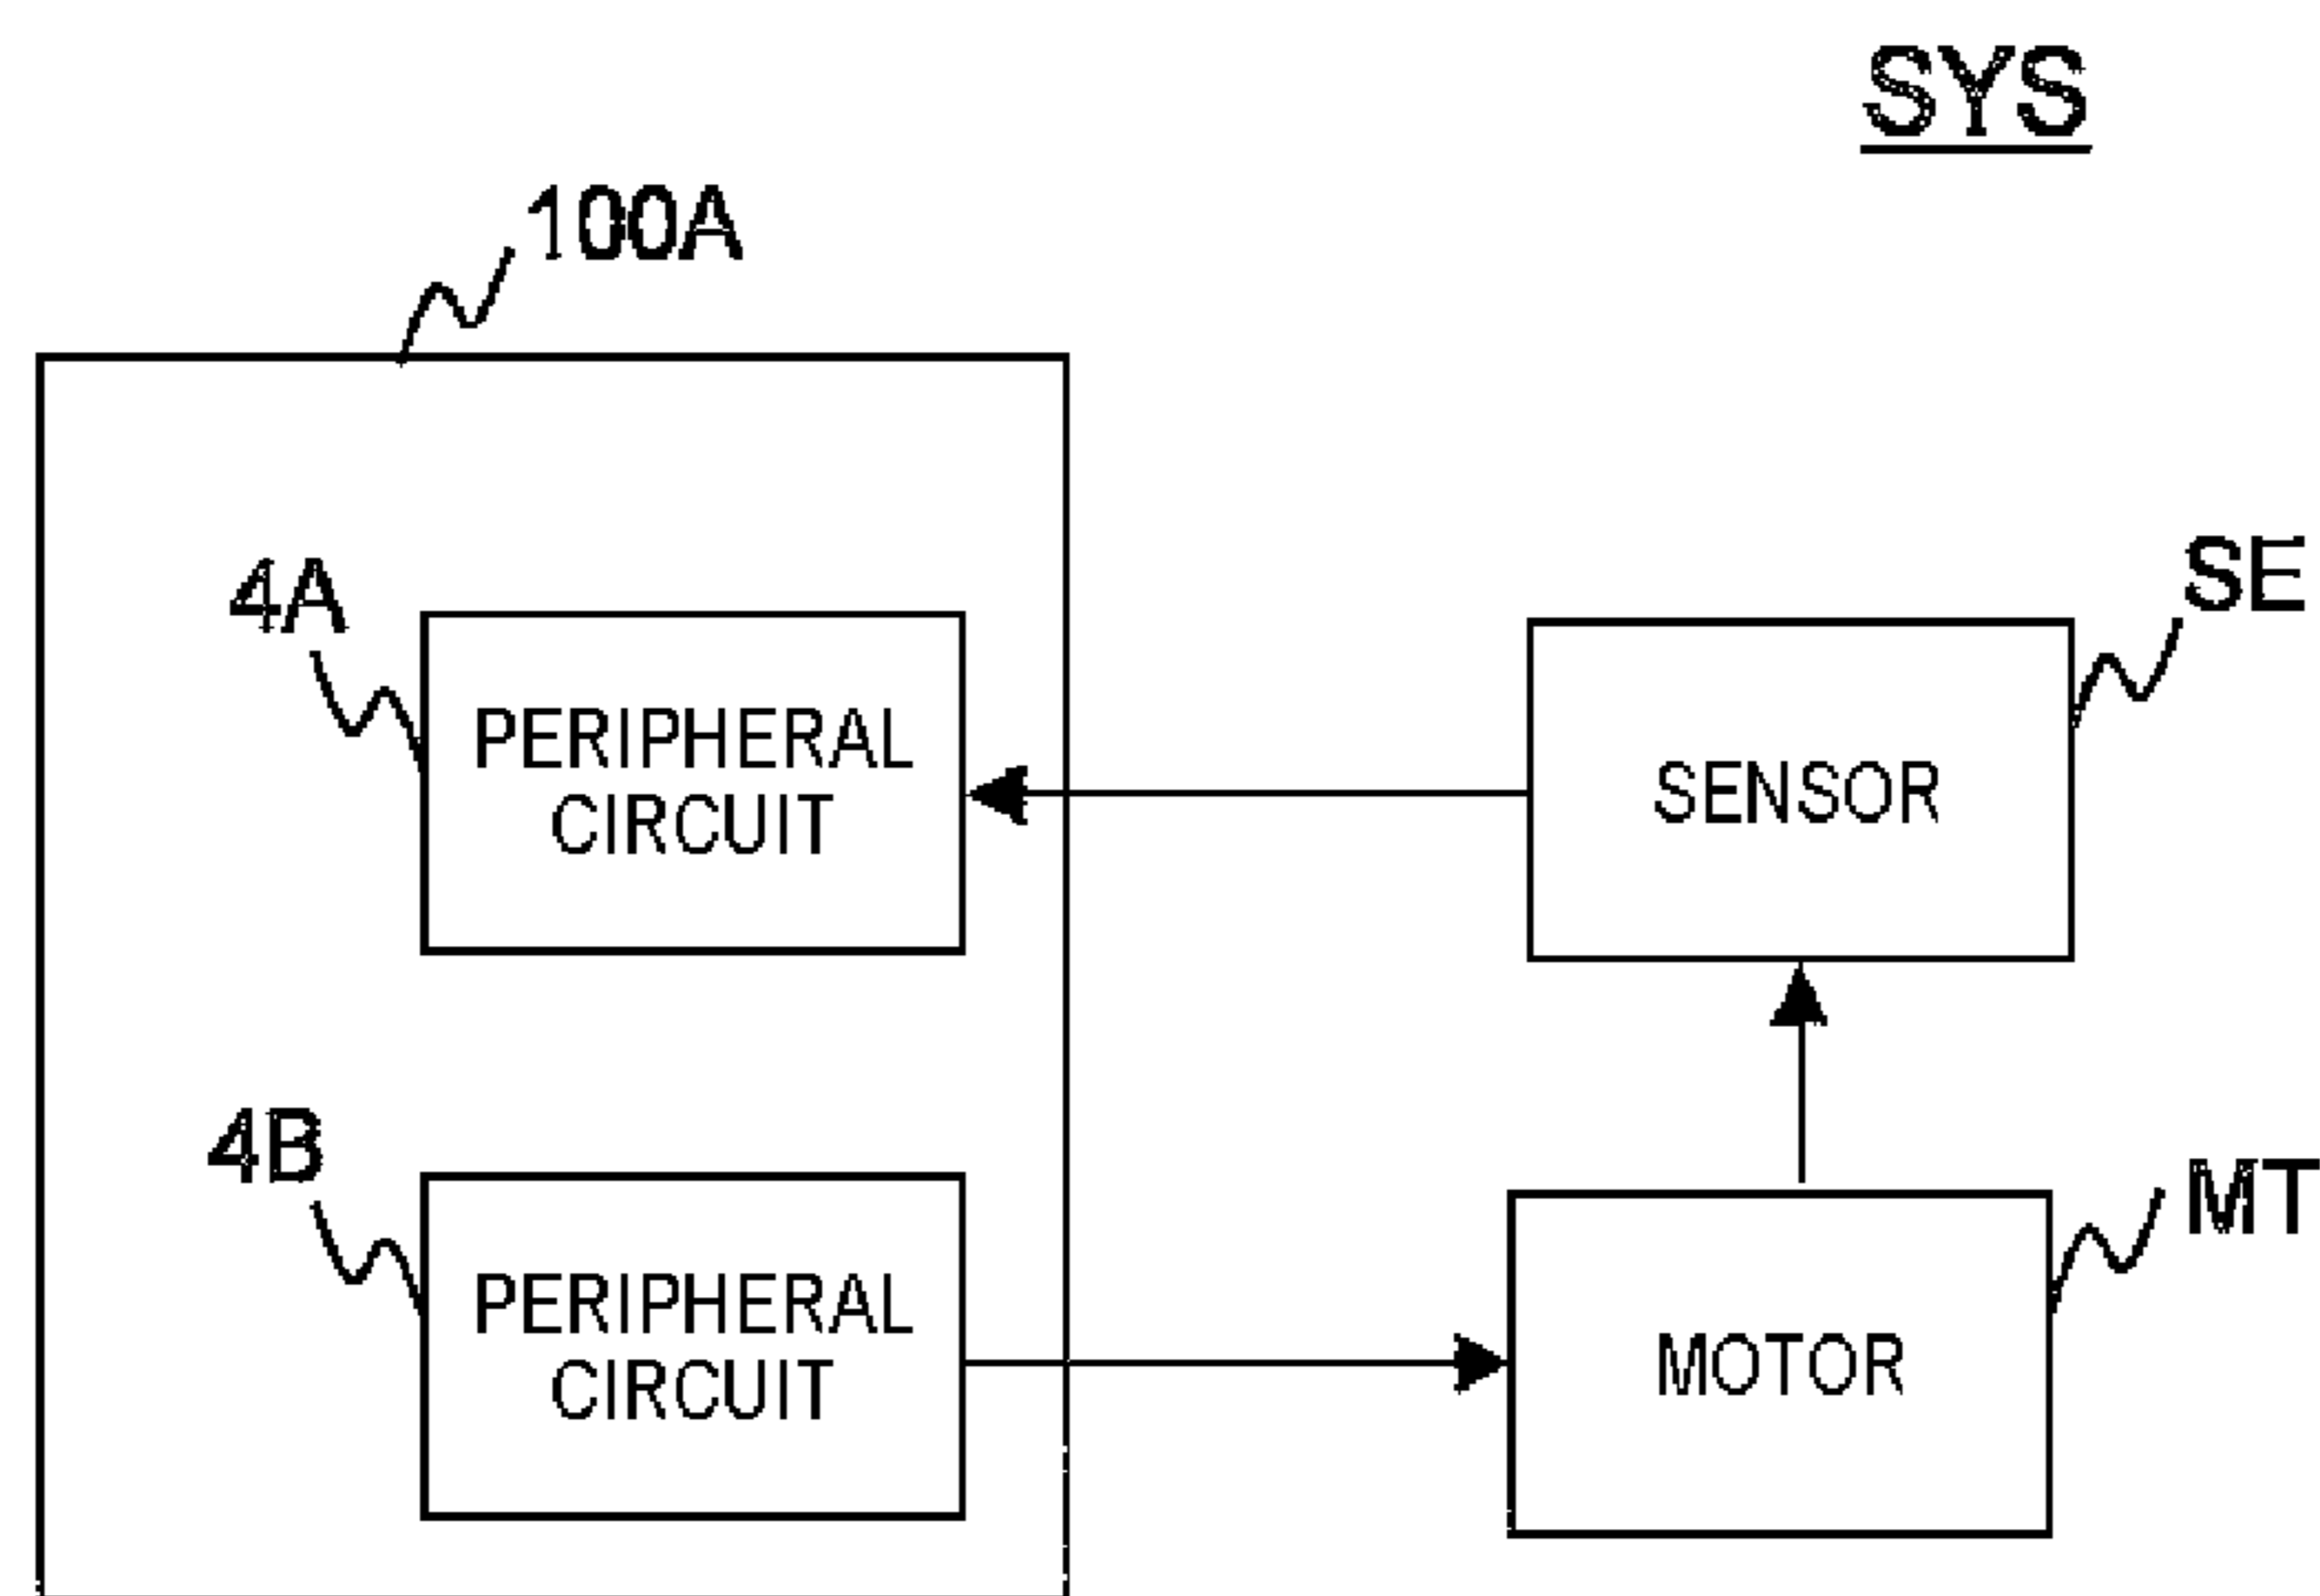 SYS
100A
4A
SE
PERIPHERAL
CIRCUIT
SENSOR
4B
MT
PERIPHERAL
CIRCUIT
MOTOR